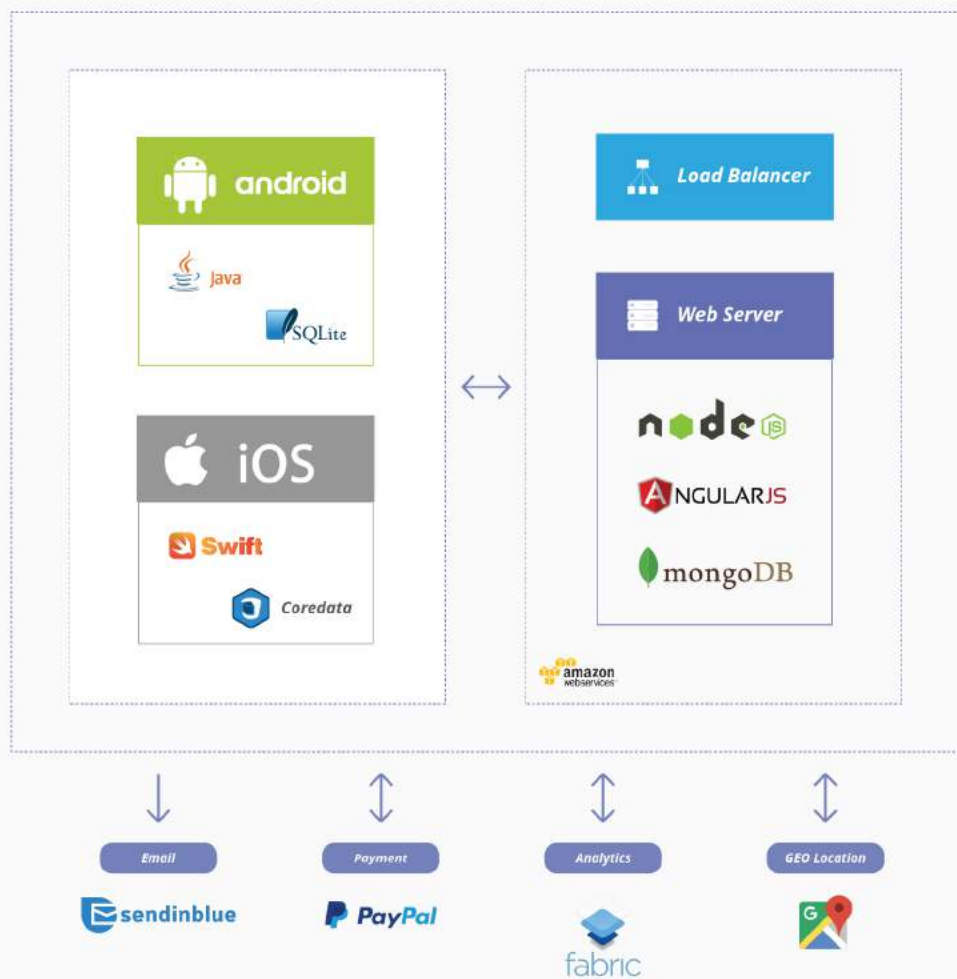 android
Java
SQLite
iOS
Swift
Coredata
Load Balancer
Web Server
node JS
ANGULARJS
mongoDB
amazon
webservices
Email
Payment
Analytics
GEO Location
sendinblue
PayPal
fabric
G